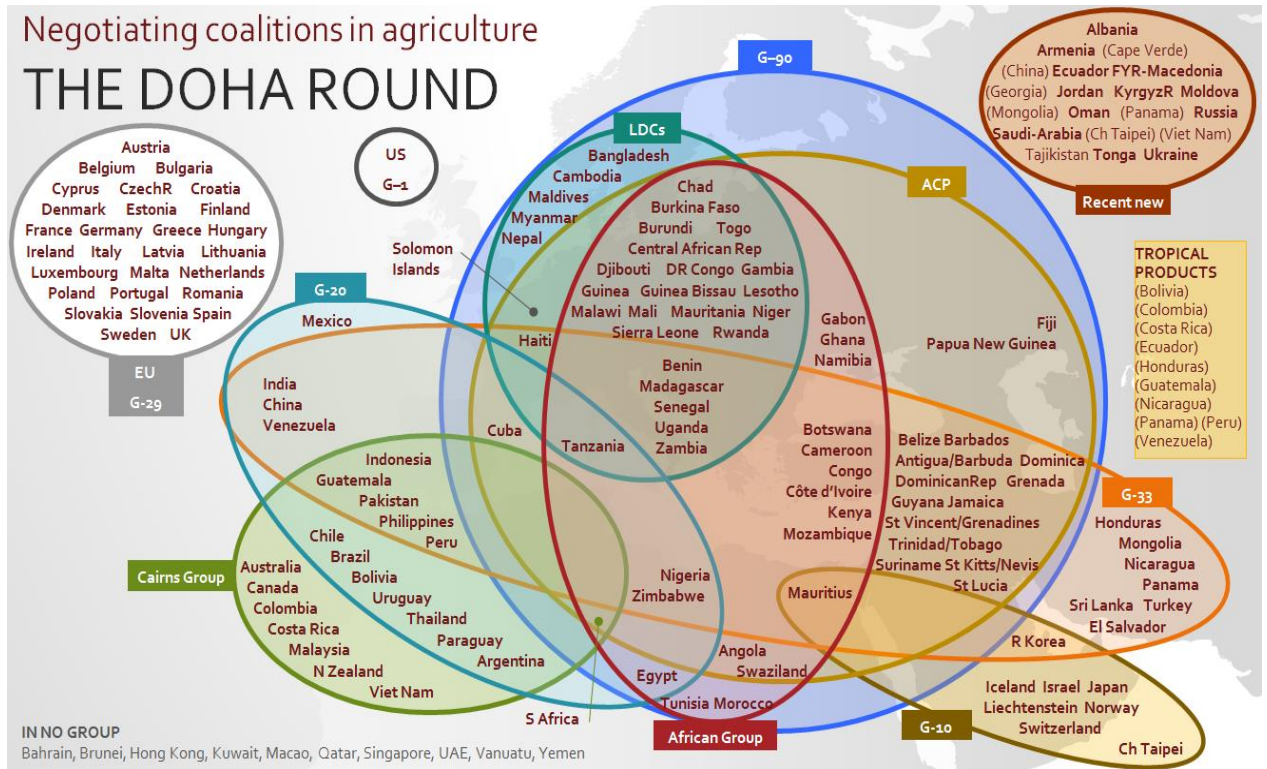 Negotiating coalitions in agriculture
THE DOHA ROUND
Austria
Belgium Bulgaria
Cyprus CzechR Croatia
Denmark Estonia Finland
France Germany Greece Hungary
Ireland Italy Latvia Lithuania
Luxembourg Malta Netherlands
Poland Portugal Romania
Slovakia Slovenia Spain
Sweden UK
EU
G-29
US
G–1
G–90
LDCs
Bangladesh
Cambodia
Maldives
Myanmar
Nepal
Solomon
Islands
Haiti
Chad
Burkina Faso
Burundi Togo
Central African Rep
Djibouti DR Congo Gambia
Guinea Guinea Bissau Lesotho
Malawi Mali Mauritania Niger
Sierra Leone Rwanda
Benin
Madagascar
Senegal
Uganda
Zambia
Tanzania
ACP
Gabon
Ghana
Namibia
Fiji
Papua New Guinea
Botswana
Cameroon
Congo
Côte d’Ivoire
Kenya
Mozambique
Belize Barbados
Antigua/Barbuda Dominica
DominicanRep Grenada
Guyana Jamaica
St Vincent/Grenadines
Trinidad/Tobago
Suriname St Kitts/Nevis
St Lucia
Mauritius
Albania
Armenia (Cape Verde)
(China) Ecuador FYR-Macedonia
(Georgia) Jordan KyrgyzR Moldova
(Mongolia) Oman (Panama) Russia
Saudi-Arabia (Ch Taipei) (Viet Nam)
Tajikistan Tonga Ukraine
Recent new
TROPICAL
PRODUCTS
(Bolivia)
(Colombia)
(Costa Rica)
(Ecuador)
(Honduras)
(Guatemala)
(Nicaragua)
(Panama) (Peru)
(Venezuela)
G-20
Mexico
India
China
Venezuela
Cuba
Indonesia
Guatemala
Pakistan
Philippines
Peru
Chile
Brazil
Bolivia
Uruguay
Thailand
Paraguay
Argentina
Cairns Group
Australia
Canada
Colombia
Costa Rica
Malaysia
N Zealand
Viet Nam
S Africa
Nigeria
Zimbabwe
Angola
Swaziland
Egypt
Tunisia Morocco
African Group
G-33
Honduras
Mongolia
Nicaragua
Panama
Sri Lanka Turkey
El Salvador
R Korea
Iceland Israel Japan
Liechtenstein Norway
Switzerland
Ch Taipei
G-10
IN NO GROUP
Bahrain, Brunei, Hong Kong, Kuwait, Macao, Qatar, Singapore, UAE, Vanuatu, Yemen